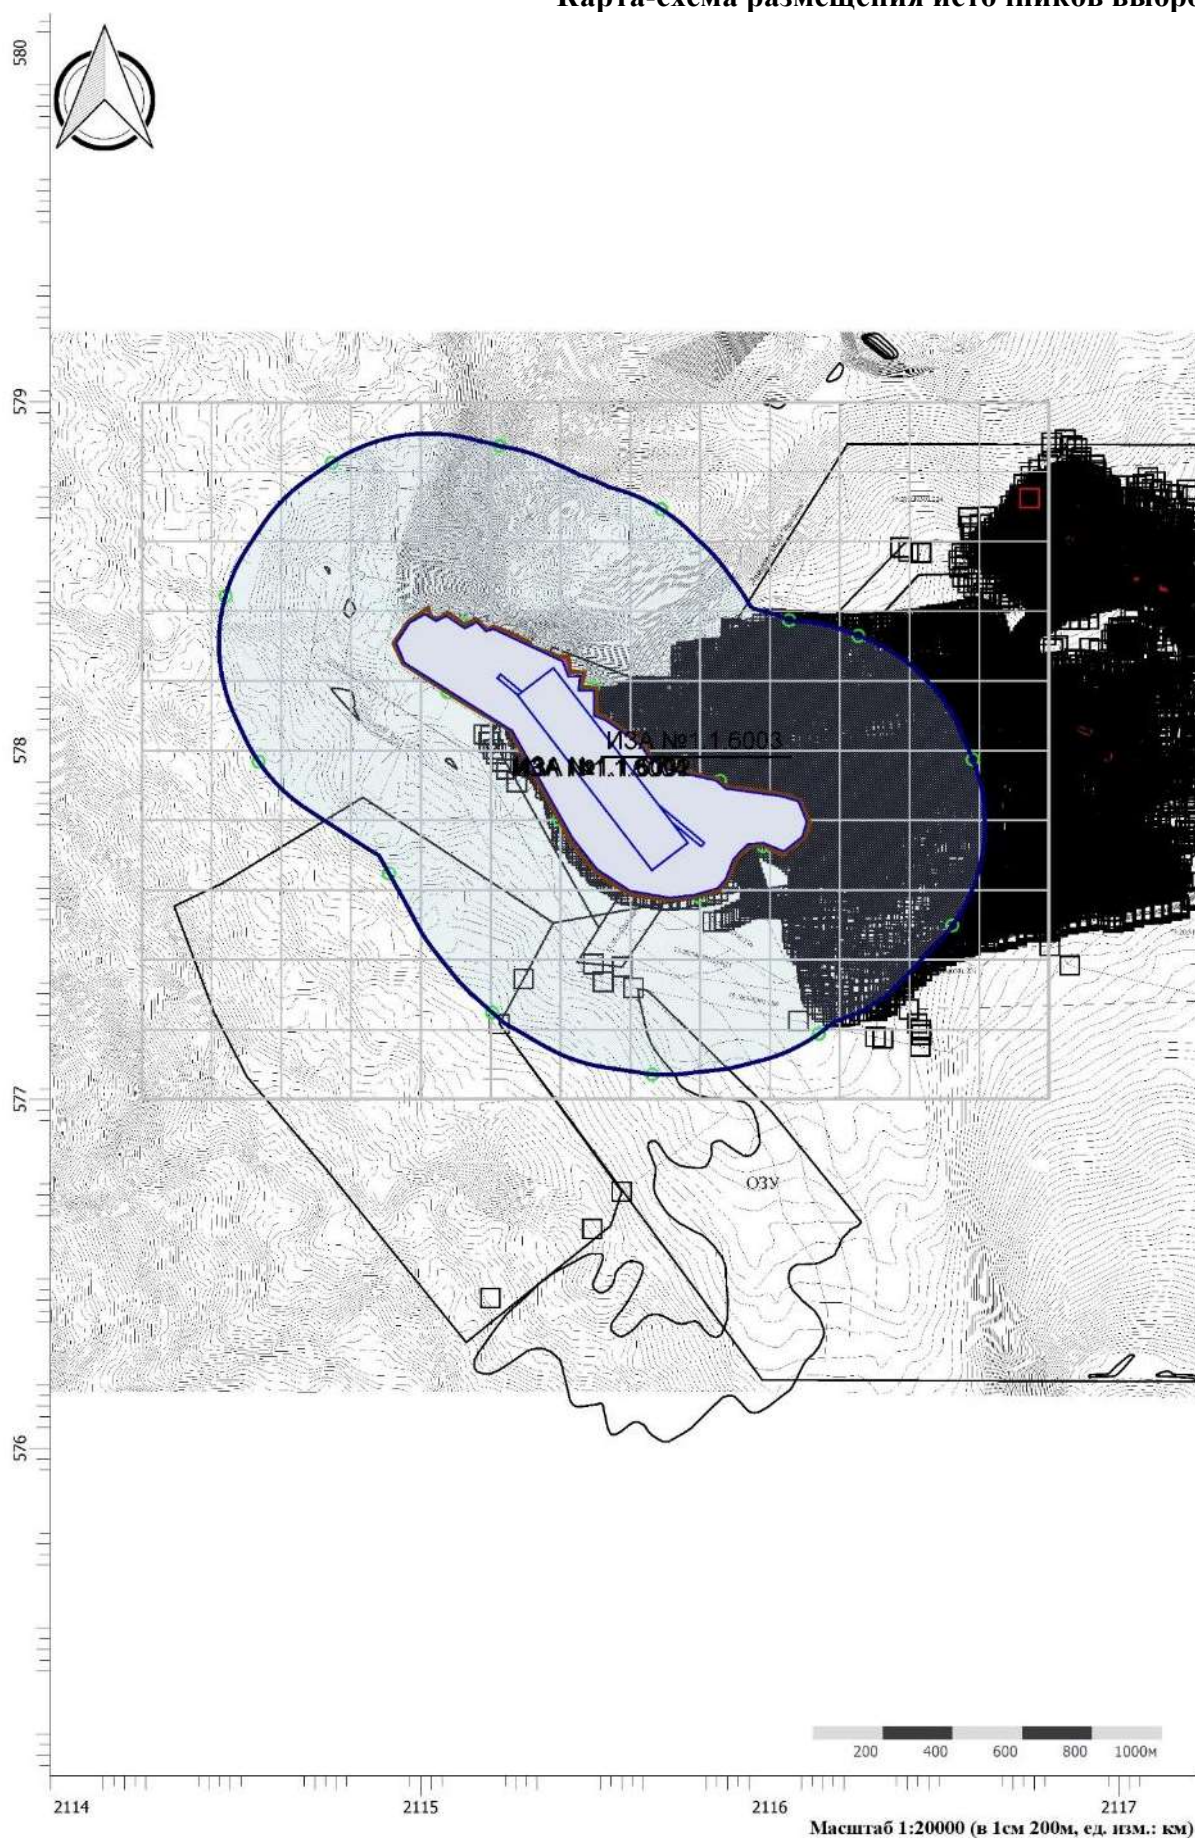 Карта-схема размещения источников
580
579
578
577
576
ИЗА №1.1.6003
ИЗА №1.1.6002
ОЗУ
200 400 600 800 1000м
2114 2115 2116 2117
Масштаб 1:20000 (в 1см 200м, ед. изм.: км)